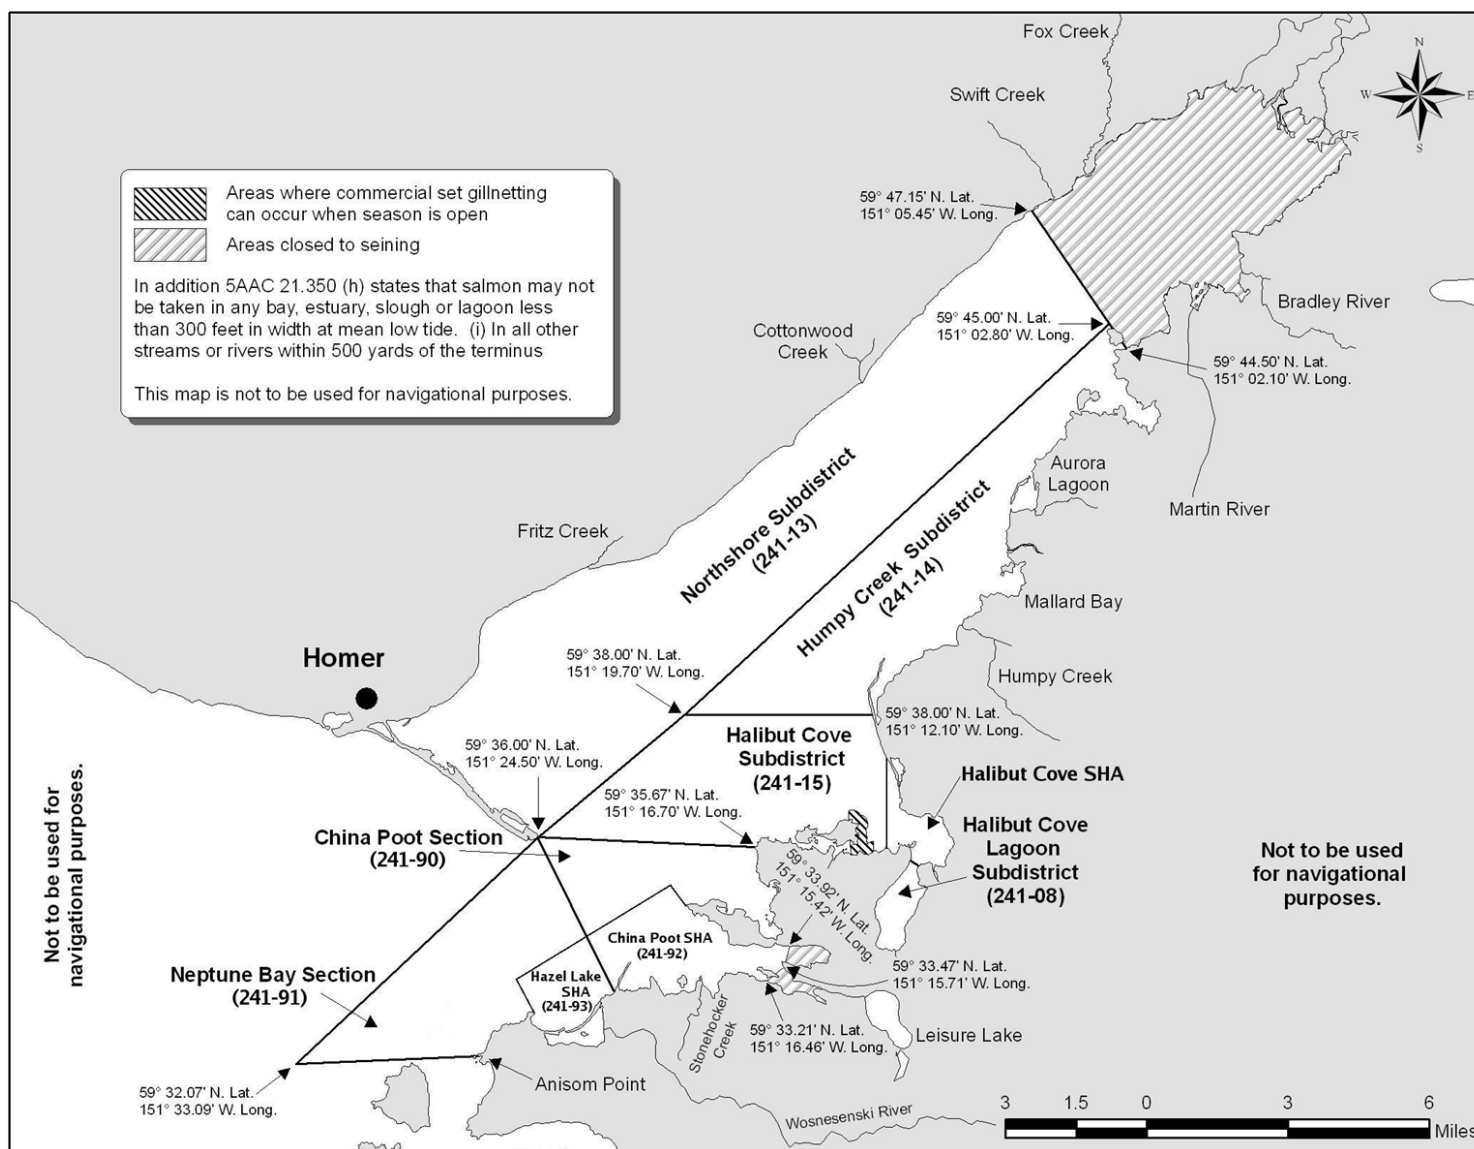 Fox Creek
Swift Creek
N
W
E
S
Areas where commercial set gillnetting
can occur when season is open
Areas closed to seining
In addition 5AAC 21.350 (h) states that salmon may not
be taken in any bay, estuary, slough or lagoon less
than 300 feet in width at mean low tide.  (i) In all other
streams or rivers within 500 yards of the terminus
This map is not to be used for navigational purposes.
59° 47.15' N. Lat.
151° 05.45' W. Long.
Bradley River
59° 45.00' N. Lat.
151° 02.80' W. Long.
Cottonwood
Creek
59° 44.50' N. Lat.
151° 02.10' W. Long.
Aurora
Lagoon
Martin River
Northshore Subdistrict
(241-13)
Humpy Creek Subdistrict
(241-14)
Fritz Creek
Mallard Bay
Homer
59° 38.00' N. Lat.
151° 19.70' W. Long.
Humpy Creek
59° 38.00' N. Lat.
151° 12.10' W. Long.
Halibut Cove
Subdistrict
(241-15)
59° 36.00' N. Lat.
151° 24.50' W. Long.
Halibut Cove SHA
59° 35.67' N. Lat.
151° 16.70' W. Long.
Halibut Cove
Lagoon
Subdistrict
(241-08)
China Poot Section
(241-90)
Not to be used for
navigational purposes.
Not to be used
for navigational
purposes.
59° 33.92' N. Lat.
151° 15.42' W. Long.
China Poot SHA
(241-92)
Neptune Bay Section
(241-91)
Hazel Lake
SHA
(241-93)
59° 33.47' N. Lat.
151° 15.71' W. Long.
Stonehocker
Creek
59° 33.21' N. Lat.
151° 16.46' W. Long.
Leisure Lake
Anisom Point
59° 32.07' N. Lat.
151° 33.09' W. Long.
Wosnesenski River
3 1.5 0 3 6
Miles